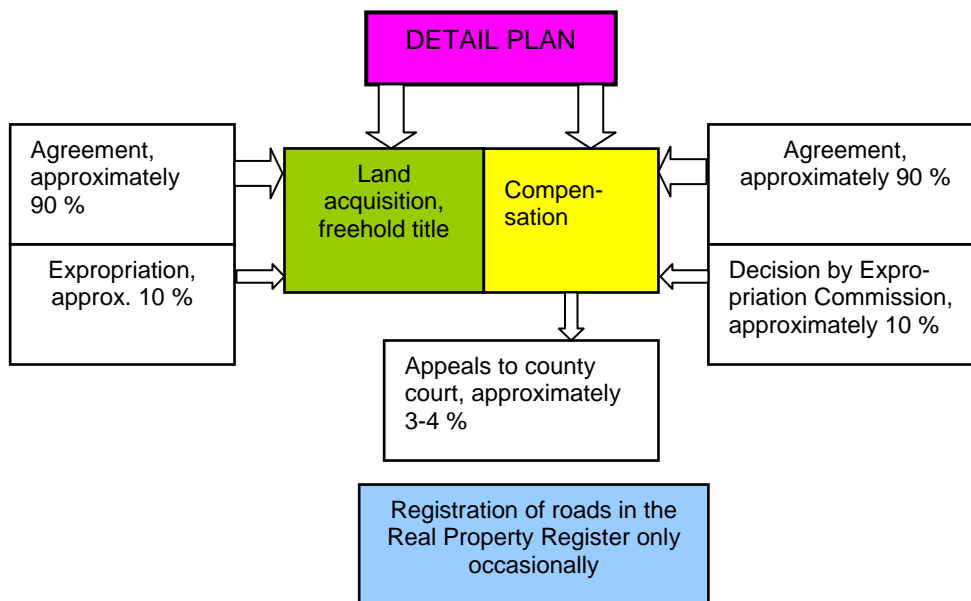 DETAIL PLAN
Agreement,
approximately
90 %
Expropriation,
approx. 10 %
Land
acquisition,
freehold title
Compen-
sation
Agreement,
approximately 90 %
Decision by Expro-
priation Commission,
approximately 10 %
Appeals to county
court, approximately
3-4 %
Registration of roads in the
Real Property Register only
occasionally